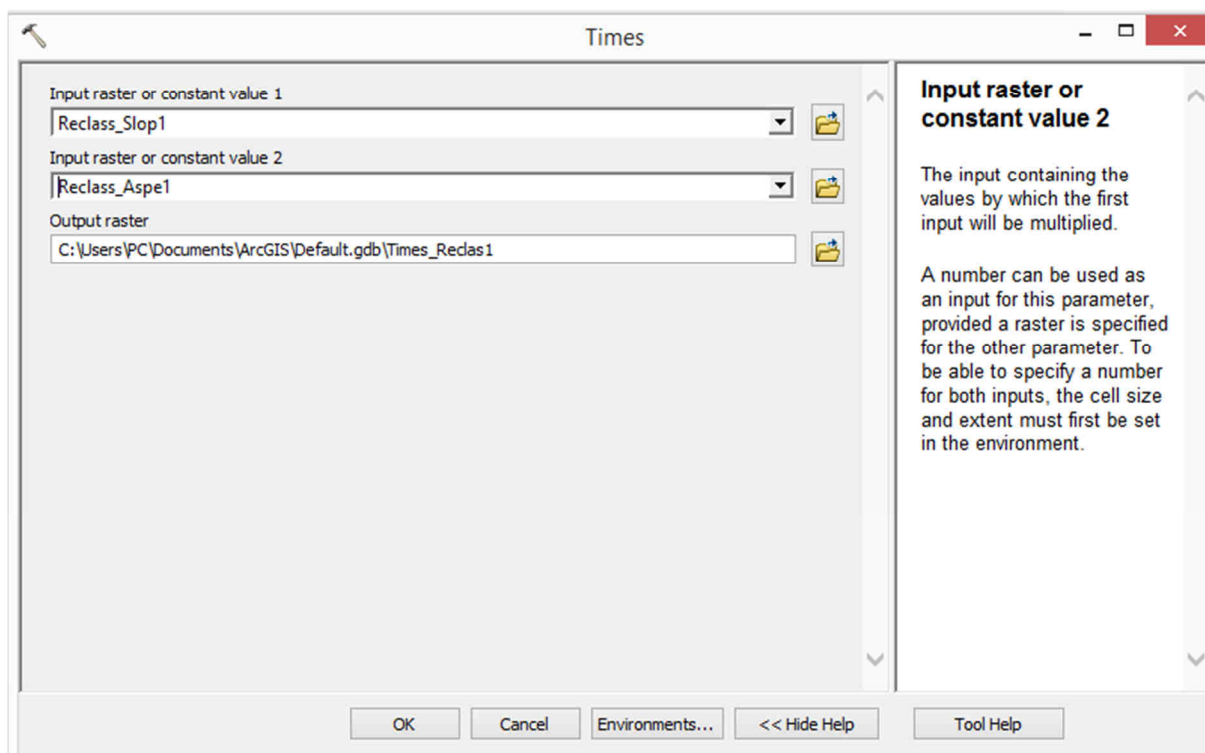 Times
Input raster or constant value 1
Reclass_Slop1
Input raster or constant value 2
Reclass_Aspe1
Output raster
C:\Users\PC\Documents\ArcGIS\Default.gdb\Times_Reclas1
OK
Cancel
Environments...
<< Hide Help
Input raster or
constant value 2
The input containing the
values by which the first
input will be multiplied.
A number can be used as
an input for this parameter,
provided a raster is specified
for the other parameter. To
be able to specify a number
for both inputs, the cell size
and extent must first be set
in the environment.
Tool Help